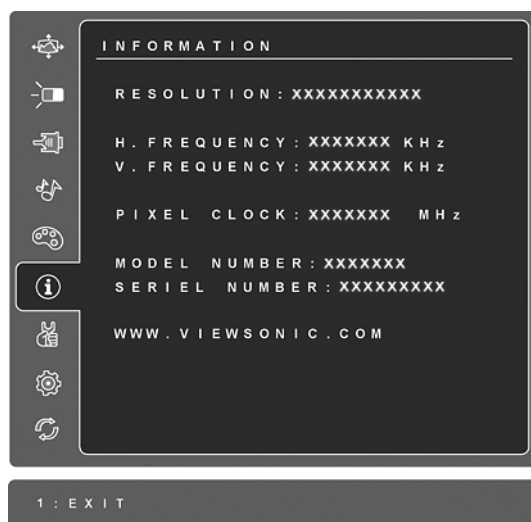 INFORMATION
RESOLUTION: XXXXXXXXXXX
H. FREQUENCY: XXXXXXX KHz
V. FREQUENCY: XXXXXXX KHz
PIXEL CLOCK: XXXXXXX MHz
MODEL NUMBER: XXXXXXX
SERIEL NUMBER: XXXXXXXXX
WWW.VIEWSONIC.COM
1: EXIT